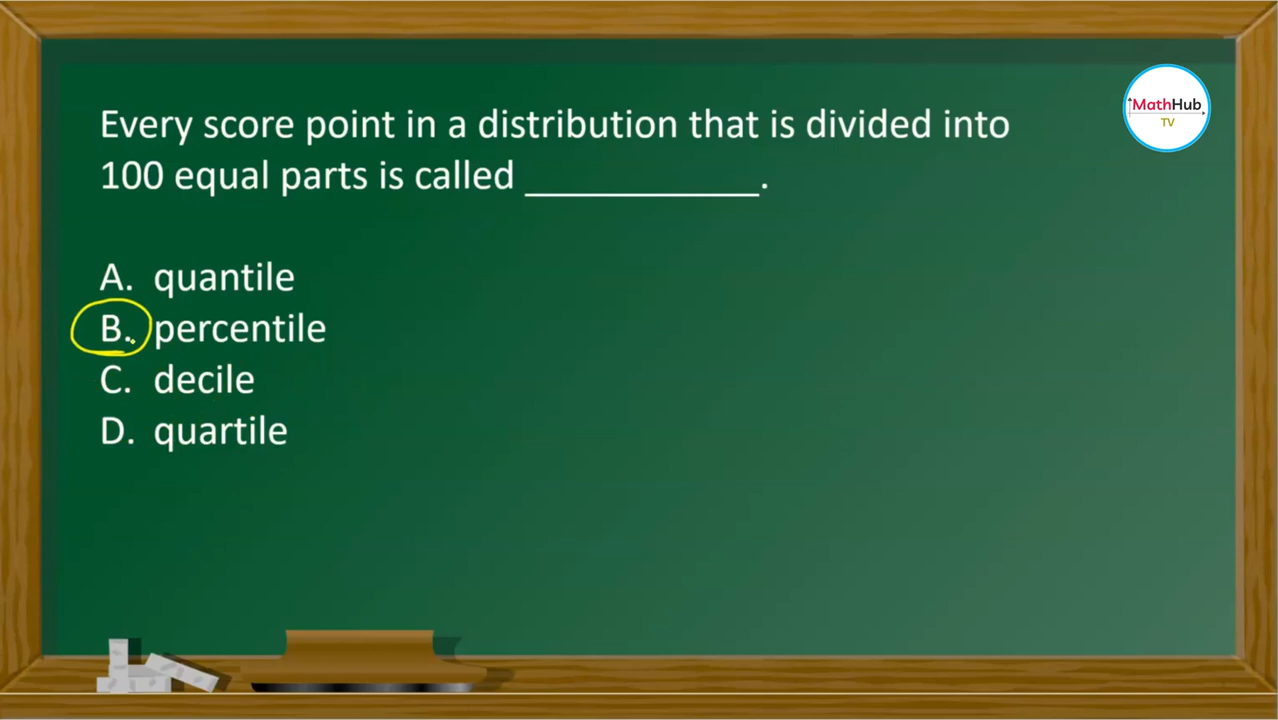 MathHub
TV
Every score point in a distribution that is divided into
100 equal parts is called ___________.
A. quantile
B. percentile
C. decile
D. quartile